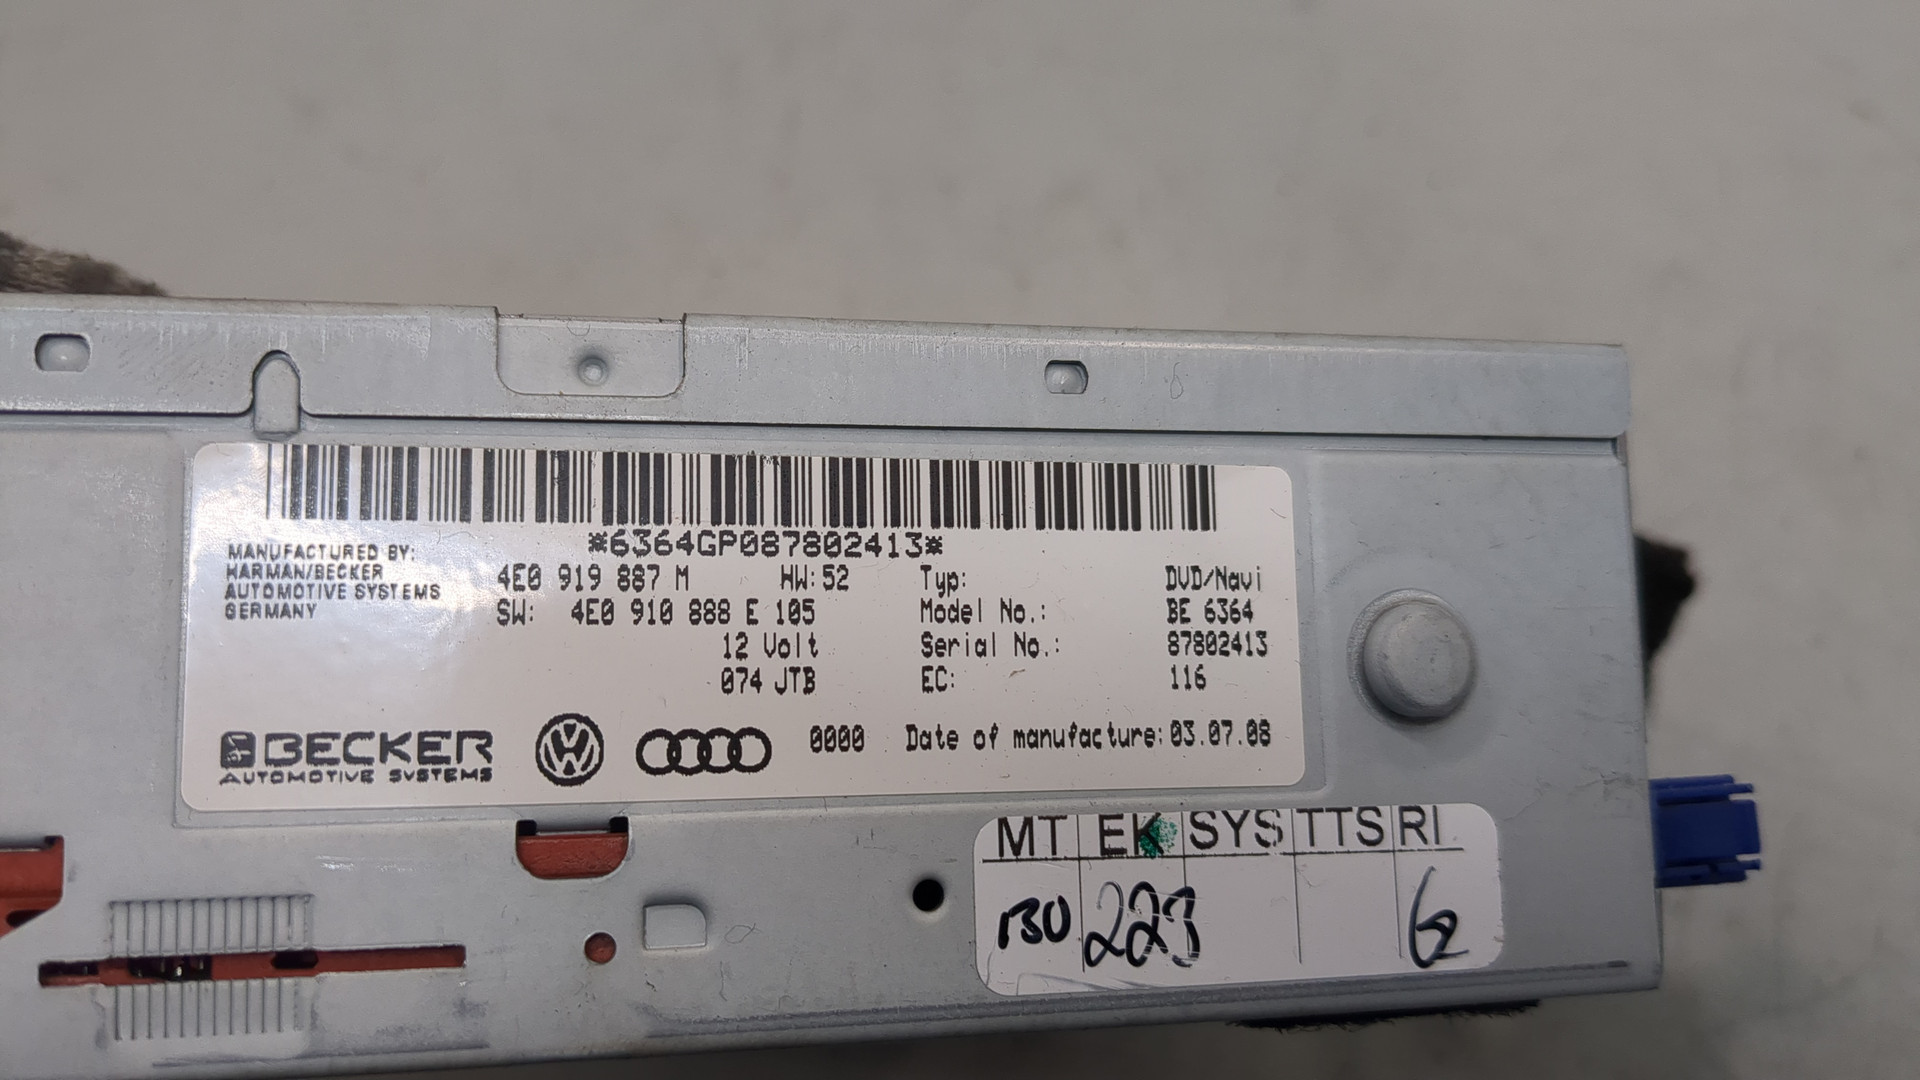 *6364GP087802413*
MANUFACTURED BY:
HARMAN/BECKER
AUTOMOTIVE SYSTEMS
GERMANY
4E0 919 887 M HW:52
SW: 4E0 910 888 E 105
12 Volt
074 JTB
Typ: DVD/Navi
Model No.: BE 6364
Serial No.: 87802413
EC: 116
BECKER
AUTOMOTIVE SYSTEMS
0000 Date of manufacture: 03.07.08
MT EK SYS TTS RI
223